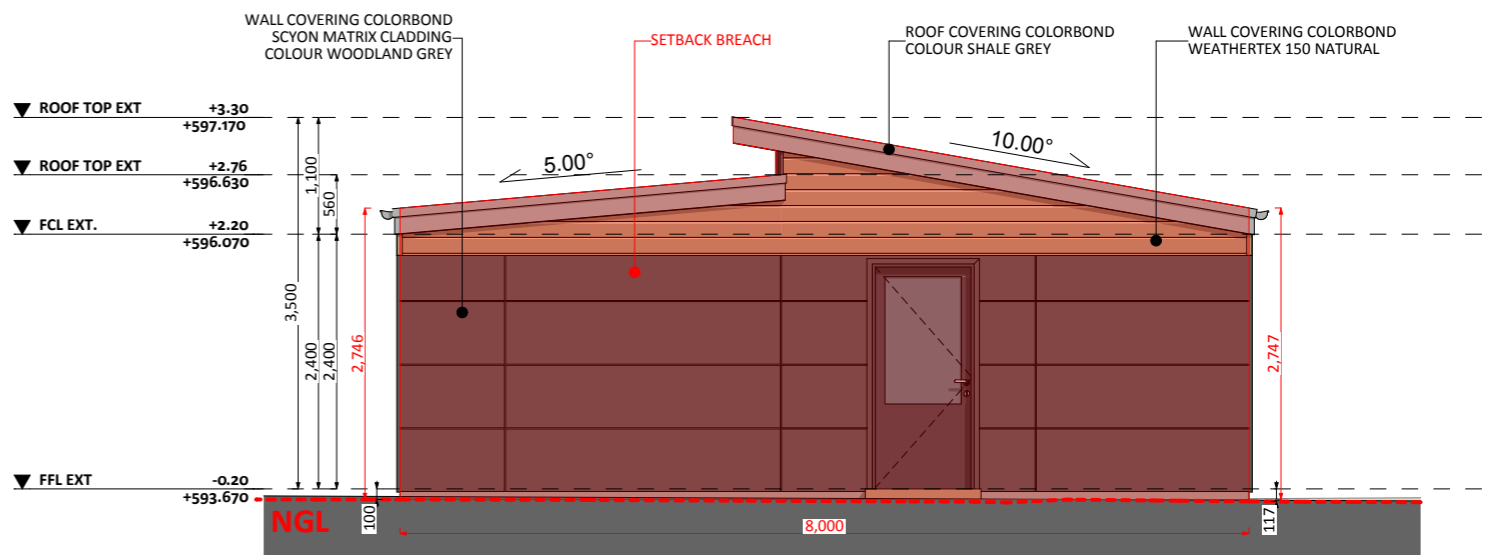 WALL COVERING COLORBOND
SCYON MATRIX CLADDING
COLOUR WOODLAND GREY
SETBACK BREACH
ROOF COVERING COLORBOND
COLOUR SHALE GREY
WALL COVERING COLORBOND
WEATHERTEX 150 NATURAL
ROOF TOP EXT +3.30
+597.170
ROOF TOP EXT +2.76
+596.630
FCL EXT. +2.20
+596.070
FFL EXT -0.20
+593.670
3,500
1,100
2,400
560
2,400
2,746
100
5.00°
10.00°
2,747
117
NGL
8,000